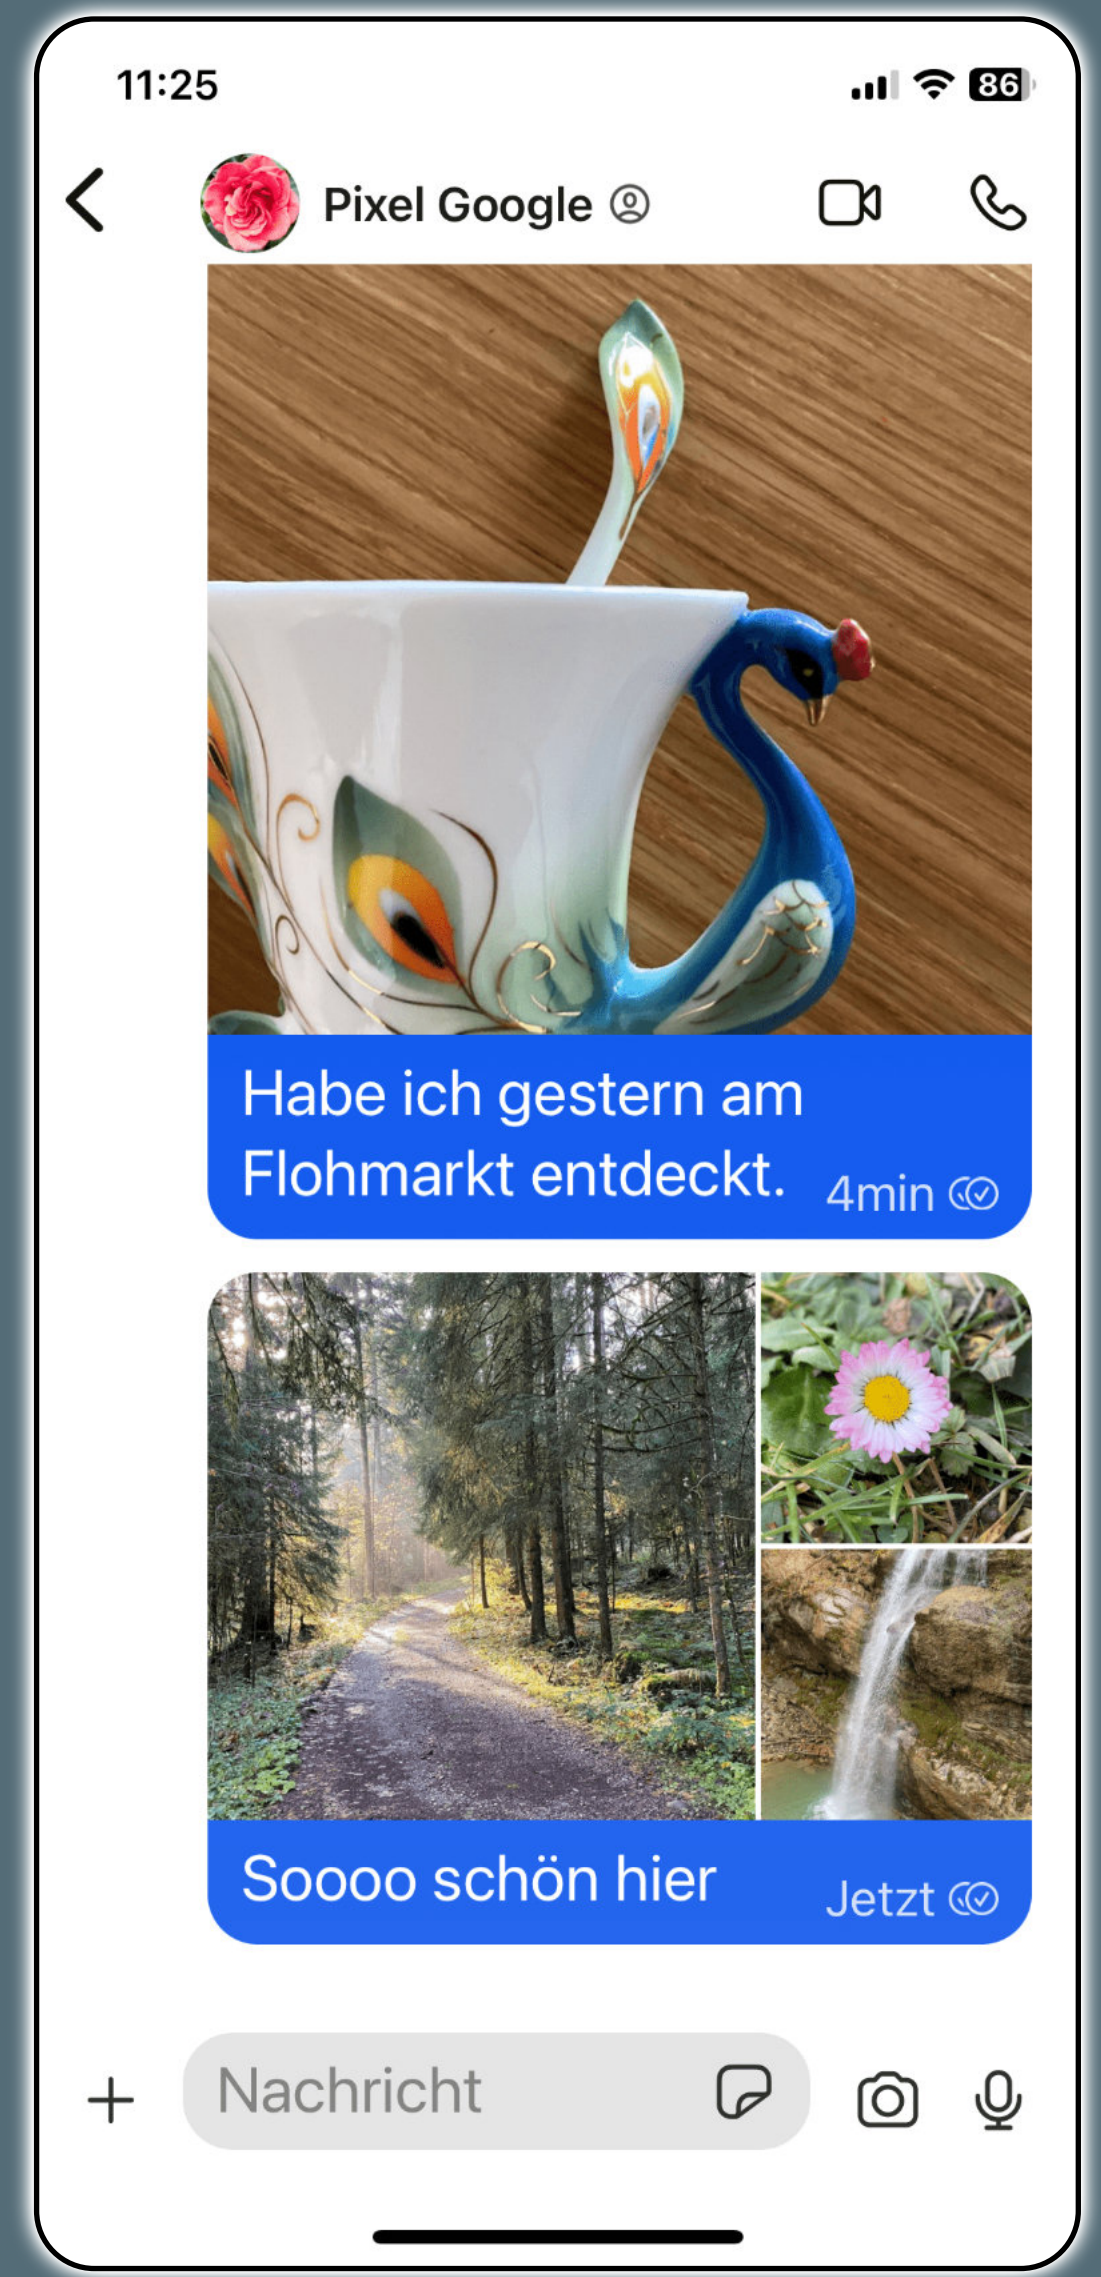 11:25
86
Pixel Google
Habe ich gestern am
Flohmarkt entdeckt.
4min
Soooo schön hier
Jetzt
Nachricht